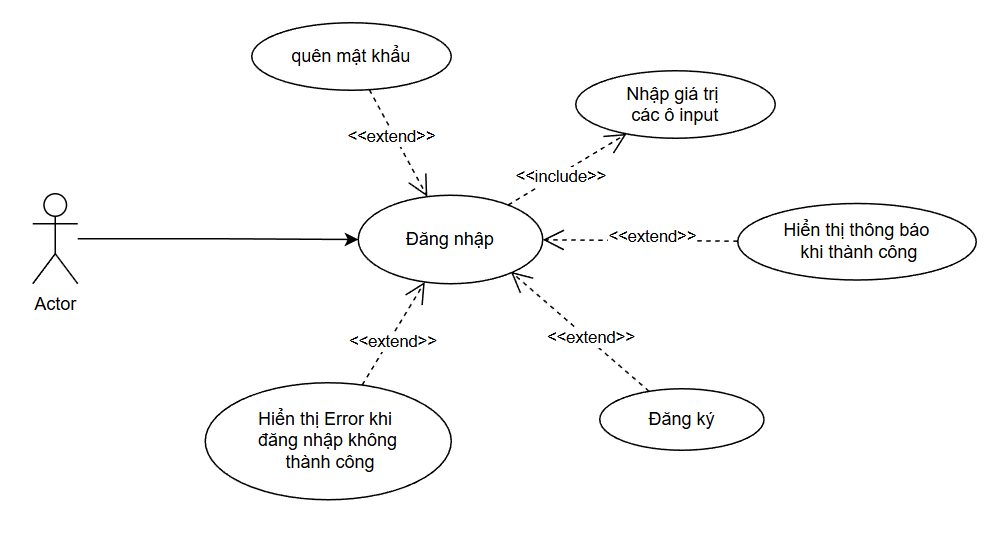 quên mật khẩu
<<extend>>
Nhập giá trị
các ô input
<<include>>
Đăng nhập
<<extend>>
Hiển thị thông báo
khi thành công
Actor
<<extend>>
<<extend>>
Hiển thị Error khi
đăng nhập không
thành công
Đăng ký